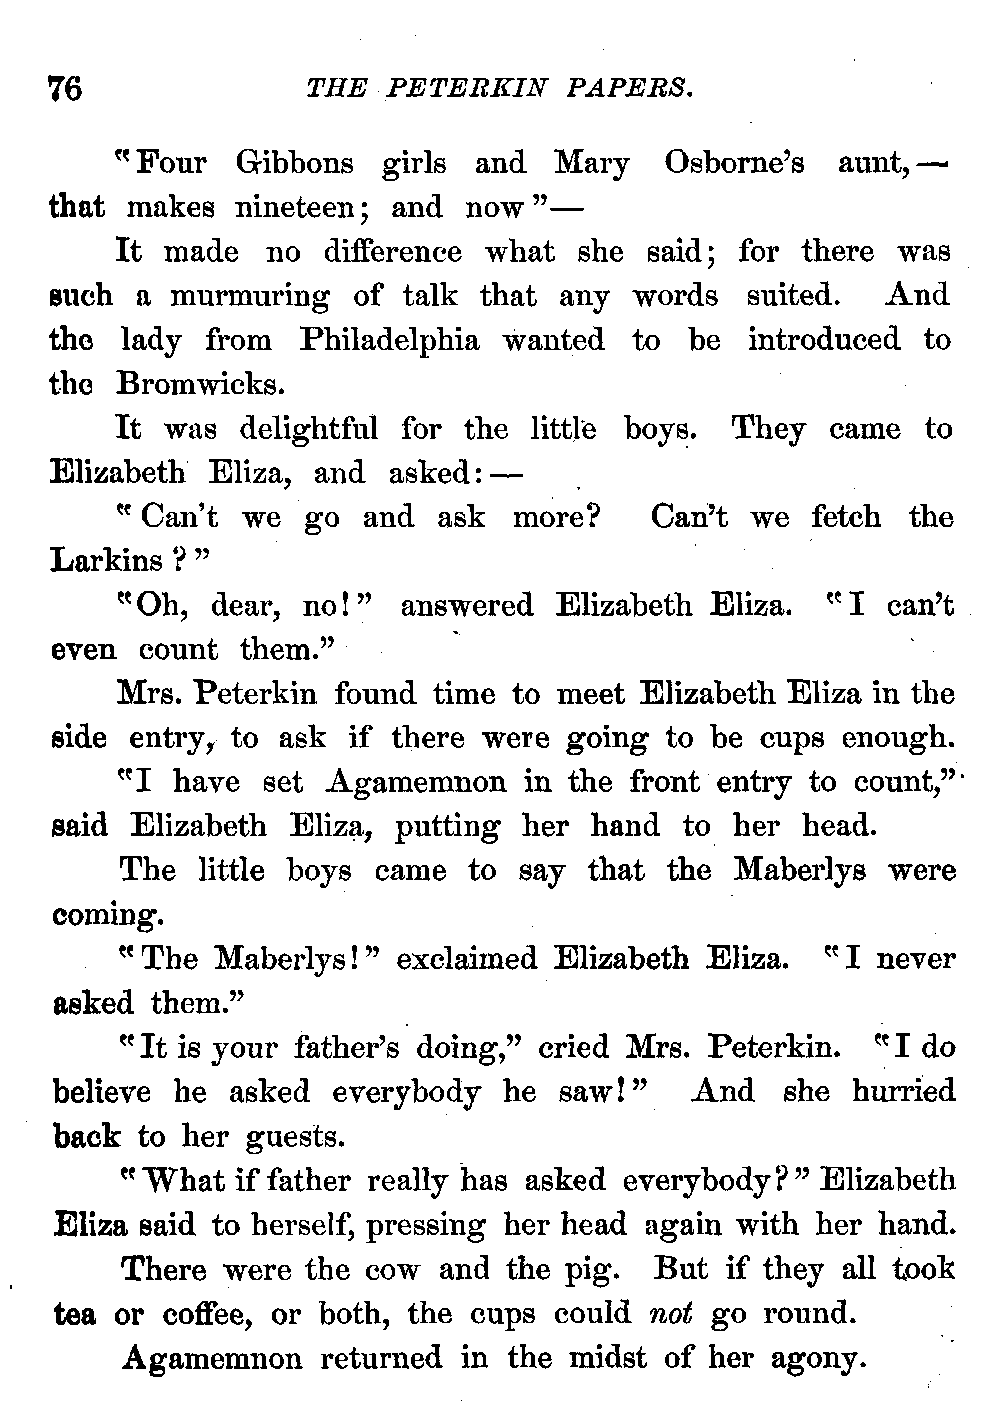 76 THE PETERKIN PAPERS.
"Four Gibbons girls and Mary Osborne's aunt,—
that makes nineteen; and now"—
It made no difference what she said; for there was
such a murmuring of talk that any words suited. And
the lady from Philadelphia wanted to be introduced to
the Bromwicks.
It was delightful for the little boys. They came to
Elizabeth Eliza, and asked:—
"Can't we go and ask more? Can't we fetch the
Larkins?"
"Oh, dear, no!" answered Elizabeth Eliza. "I can't
even count them."
Mrs. Peterkin found time to meet Elizabeth Eliza in the
side entry, to ask if there were going to be cups enough.
"I have set Agamemnon in the front entry to count,"
said Elizabeth Eliza, putting her hand to her head.
The little boys came to say that the Maberlys were
coming.
"The Maberlys!" exclaimed Elizabeth Eliza. "I never
asked them."
"It is your father's doing," cried Mrs. Peterkin. "I do
believe he asked everybody he saw!" And she hurried
back to her guests.
"What if father really has asked everybody?" Elizabeth
Eliza said to herself, pressing her head again with her hand.
There were the cow and the pig. But if they all took
tea or coffee, or both, the cups could not go round.
Agamemnon returned in the midst of her agony.